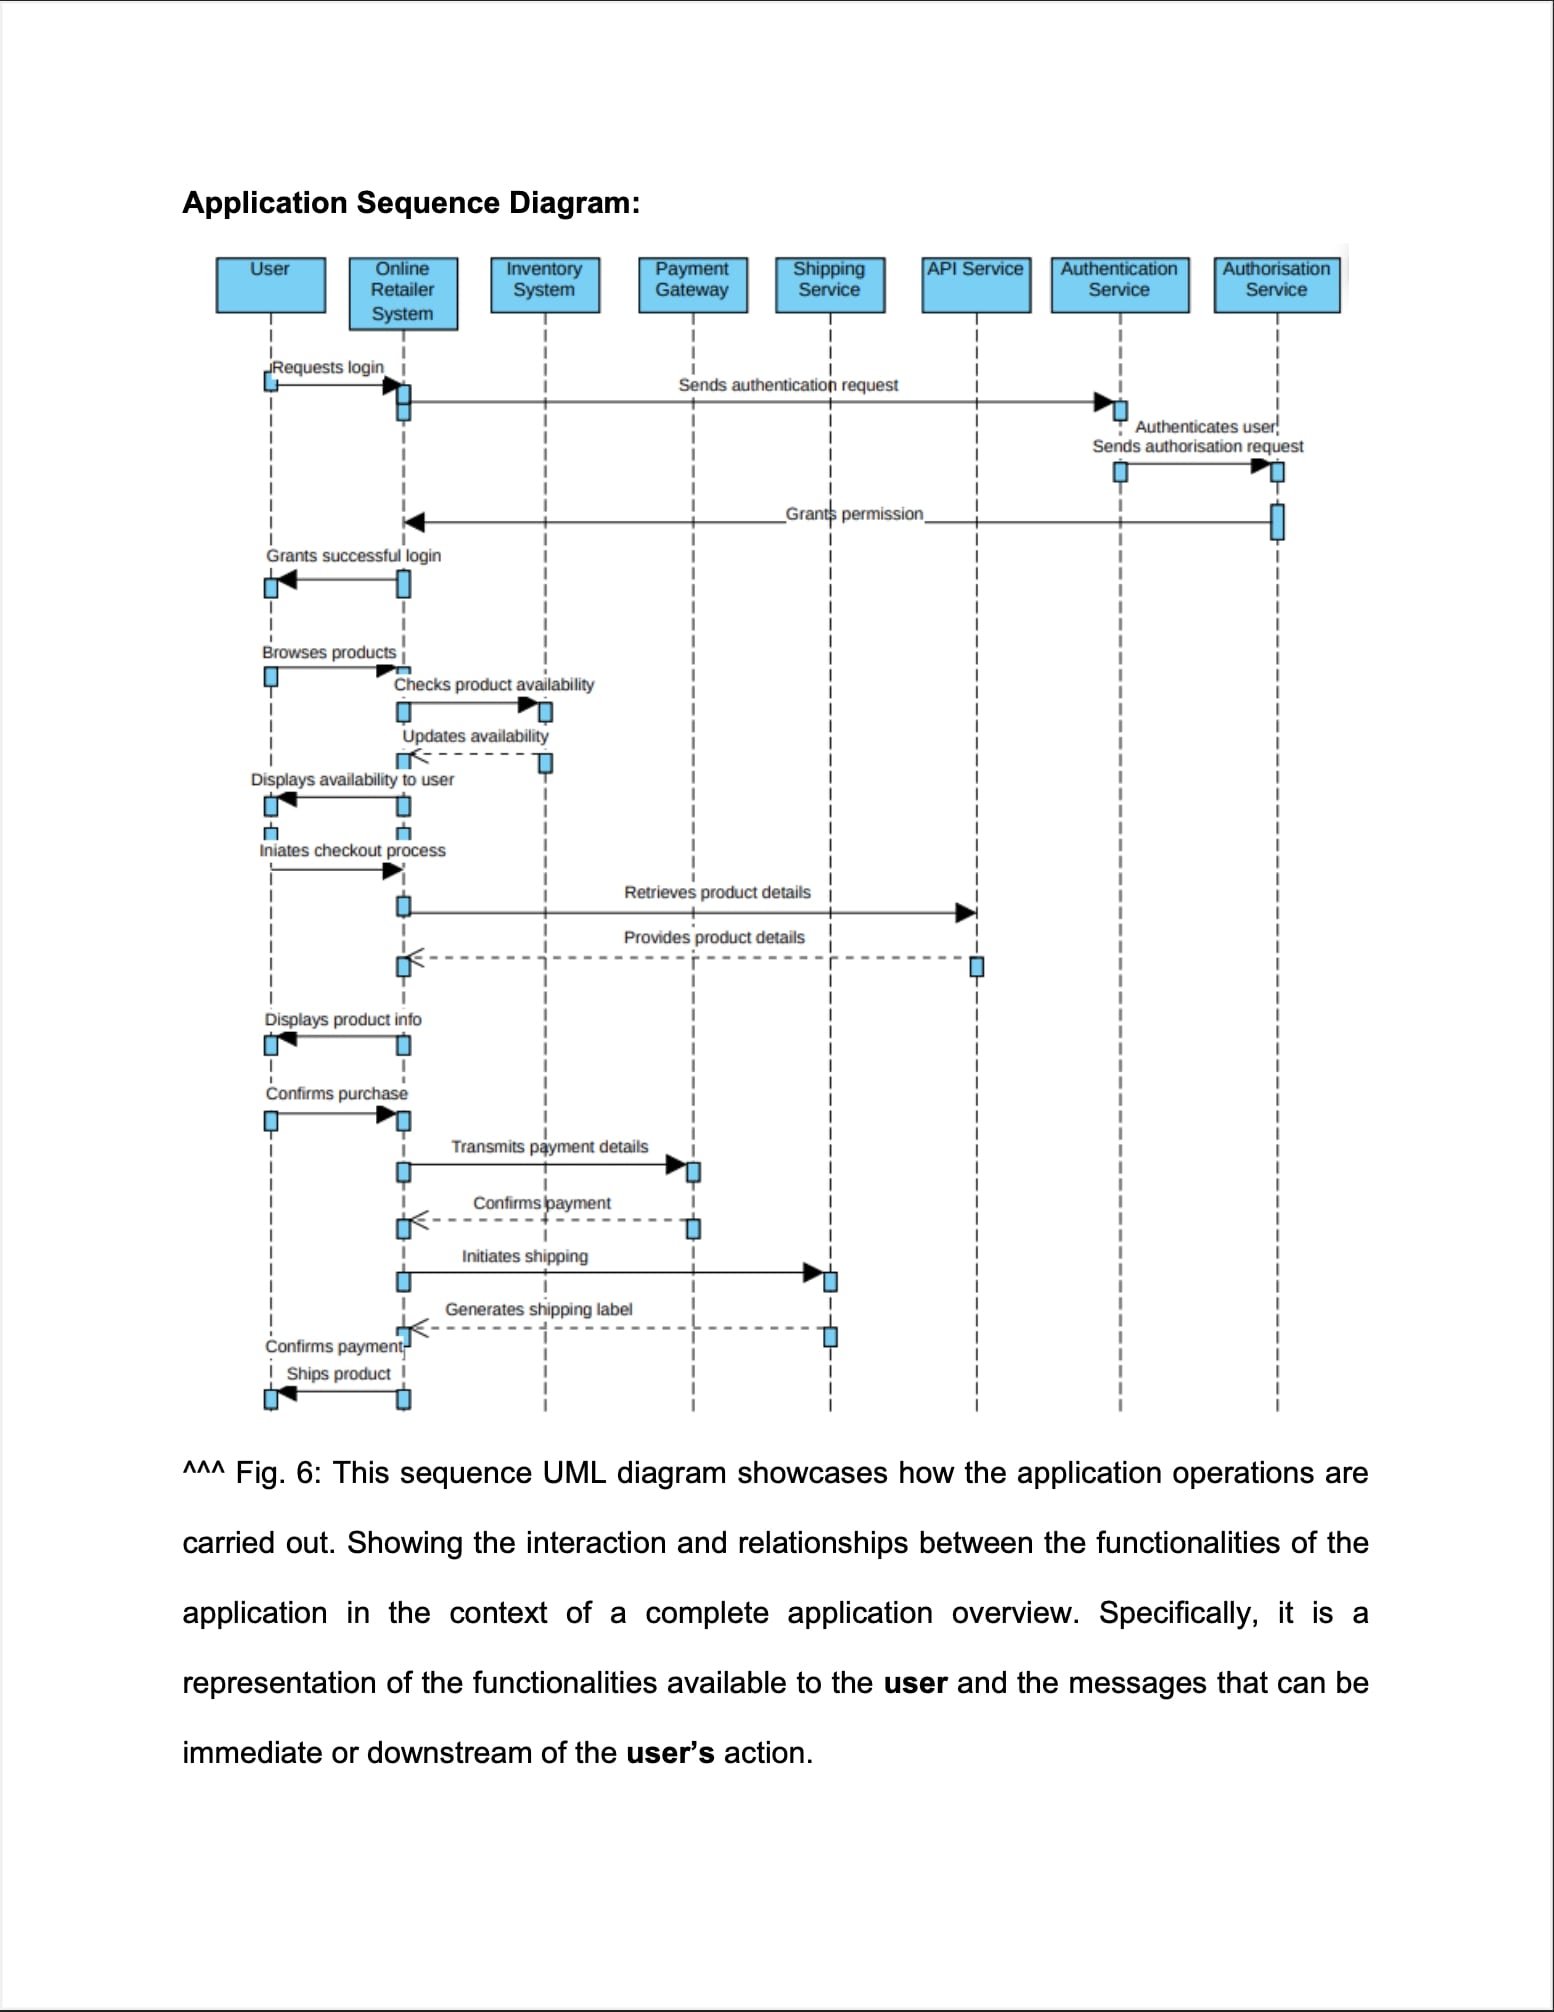 Application Sequence Diagram:
User
Online
Retailer
System
Inventory
System
Payment
Gateway
Shipping
Service
API Service
Authentication
Service
Authorisation
Service
Requests login
Sends authentication request
Authenticates user
Sends authorisation request
Grants permission
Grants successful login
Browses products
Checks product availability
Updates availability
Displays availability to user
Iniates checkout process
Retrieves product details
Provides product details
Displays product info
Confirms purchase
Transmits payment details
Confirms payment
Initiates shipping
Generates shipping label
Confirms payment
Ships product
^^^ Fig. 6: This sequence UML diagram showcases how the application operations are
carried out. Showing the interaction and relationships between the functionalities of the
application in the context of a complete application overview. Specifically, it is a
representation of the functionalities available to the user and the messages that can be
immediate or downstream of the user’s action.